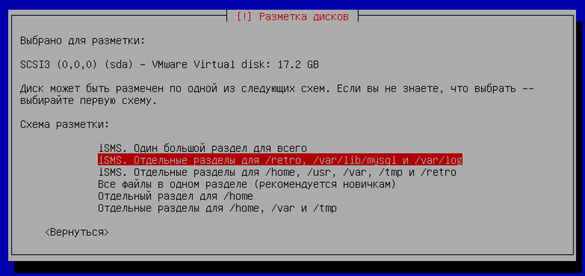 [!] Разметка дисков
Выбрано для разметки:
SCSI3 (0,0,0) (sda) – VMware Virtual disk: 17.2 GB
Диск может быть размечен по одной из следующих схем. Если вы не знаете, что выбрать --
выбирайте первую схему.
Схема разметки:
iSMS. Один большой раздел для всего
iSMS. Отдельные разделы для /retro, /var/lib/mysql и /var/log
iSMS. Отдельные разделы для /home, /usr, /var, /tmp и /retro
Все файлы в одном разделе (рекомендуется новичкам)
Отдельный раздел для /home
Отдельные разделы для /home, /var и /tmp
<Вернуться>